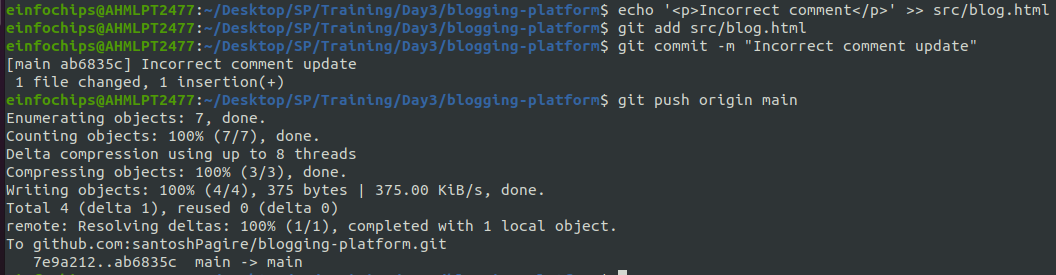 einfochips@AHMLPT2477:~/Desktop/SP/Training/Day3/blogging-platform$ echo '<p>Incorrect comment</p>' >> src/blog.html
einfochips@AHMLPT2477:~/Desktop/SP/Training/Day3/blogging-platform$ git add src/blog.html
einfochips@AHMLPT2477:~/Desktop/SP/Training/Day3/blogging-platform$ git commit -m "Incorrect comment update"
[main ab6835c] Incorrect comment update
 1 file changed, 1 insertion(+)
einfochips@AHMLPT2477:~/Desktop/SP/Training/Day3/blogging-platform$ git push origin main
Enumerating objects: 7, done.
Counting objects: 100% (7/7), done.
Delta compression using up to 8 threads
Compressing objects: 100% (3/3), done.
Writing objects: 100% (4/4), 375 bytes | 375.00 KiB/s, done.
Total 4 (delta 1), reused 0 (delta 0)
remote: Resolving deltas: 100% (1/1), completed with 1 local object.
To github.com:santoshPagire/blogging-platform.git
   7e9a212..ab6835c  main -> main